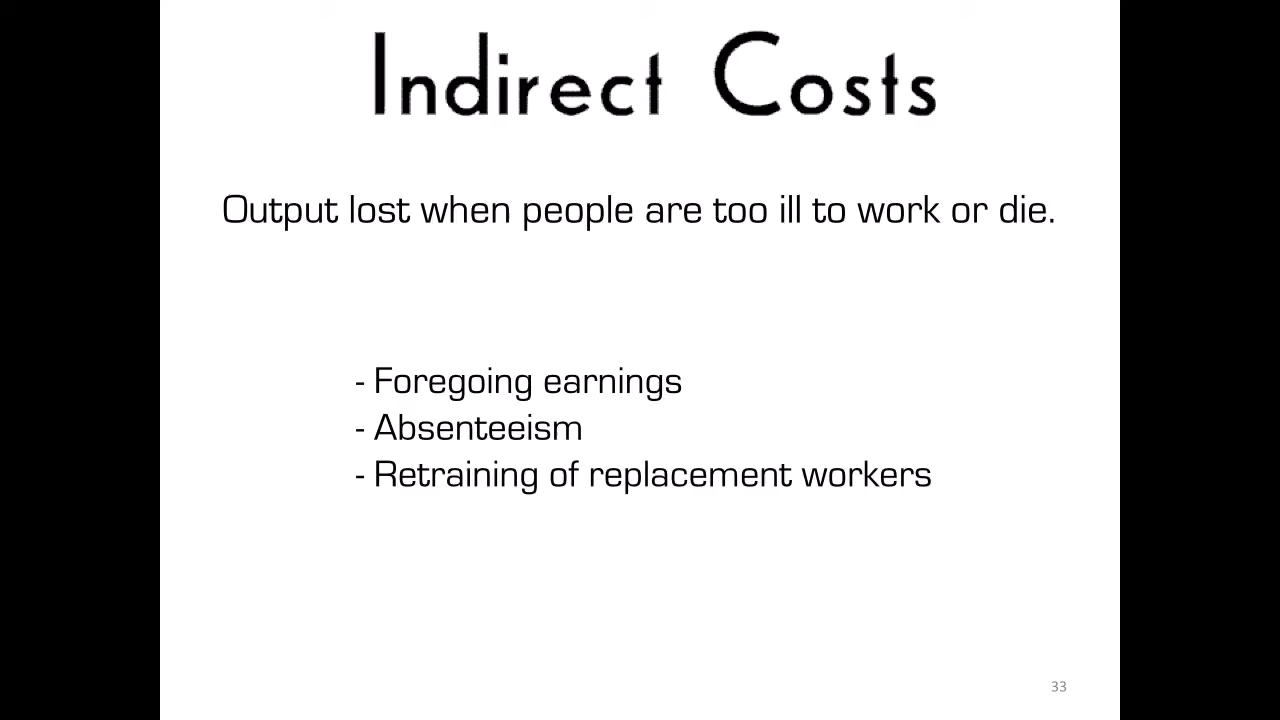 Indirect Costs
Output lost when people are too ill to work or die.
- Foregoing earnings
- Absenteeism
- Retraining of replacement workers
33